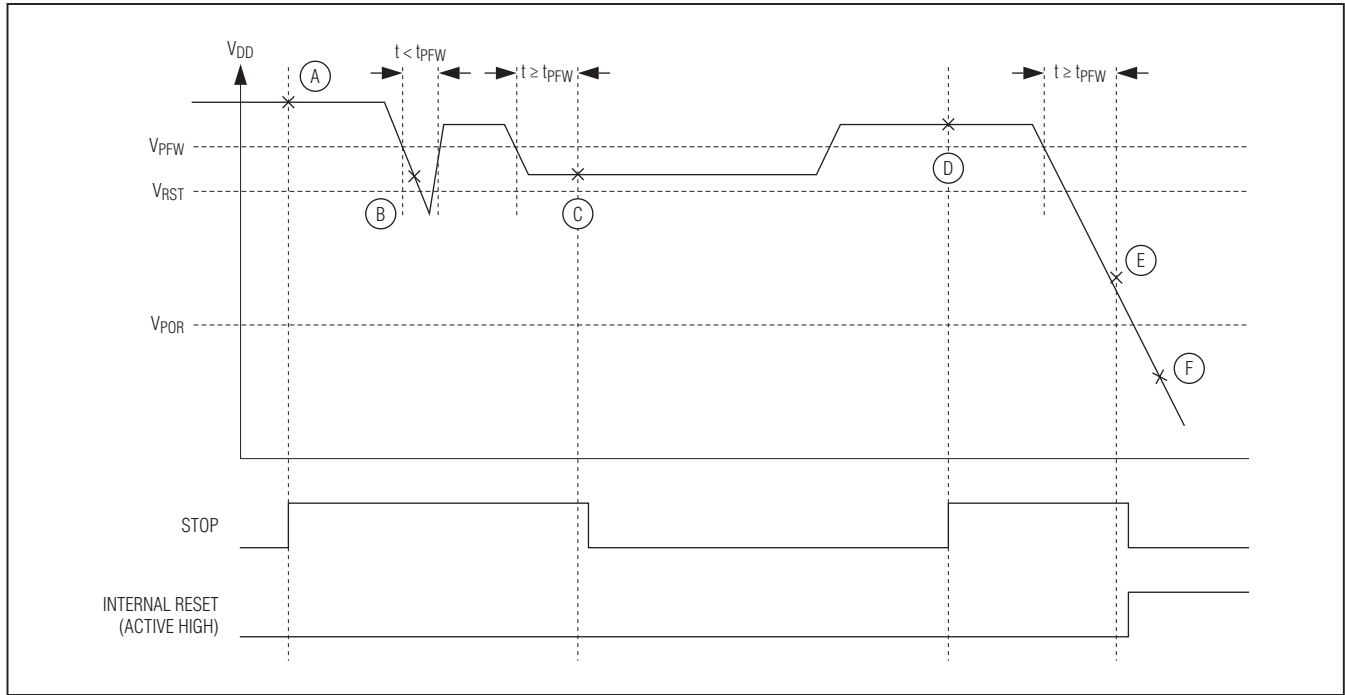 VDD
t < tPFW
t ≥ tPFW
t ≥ tPFW
A
VPFW
VRST
B
C
D
E
VPOR
F
STOP
INTERNAL RESET
(ACTIVE HIGH)